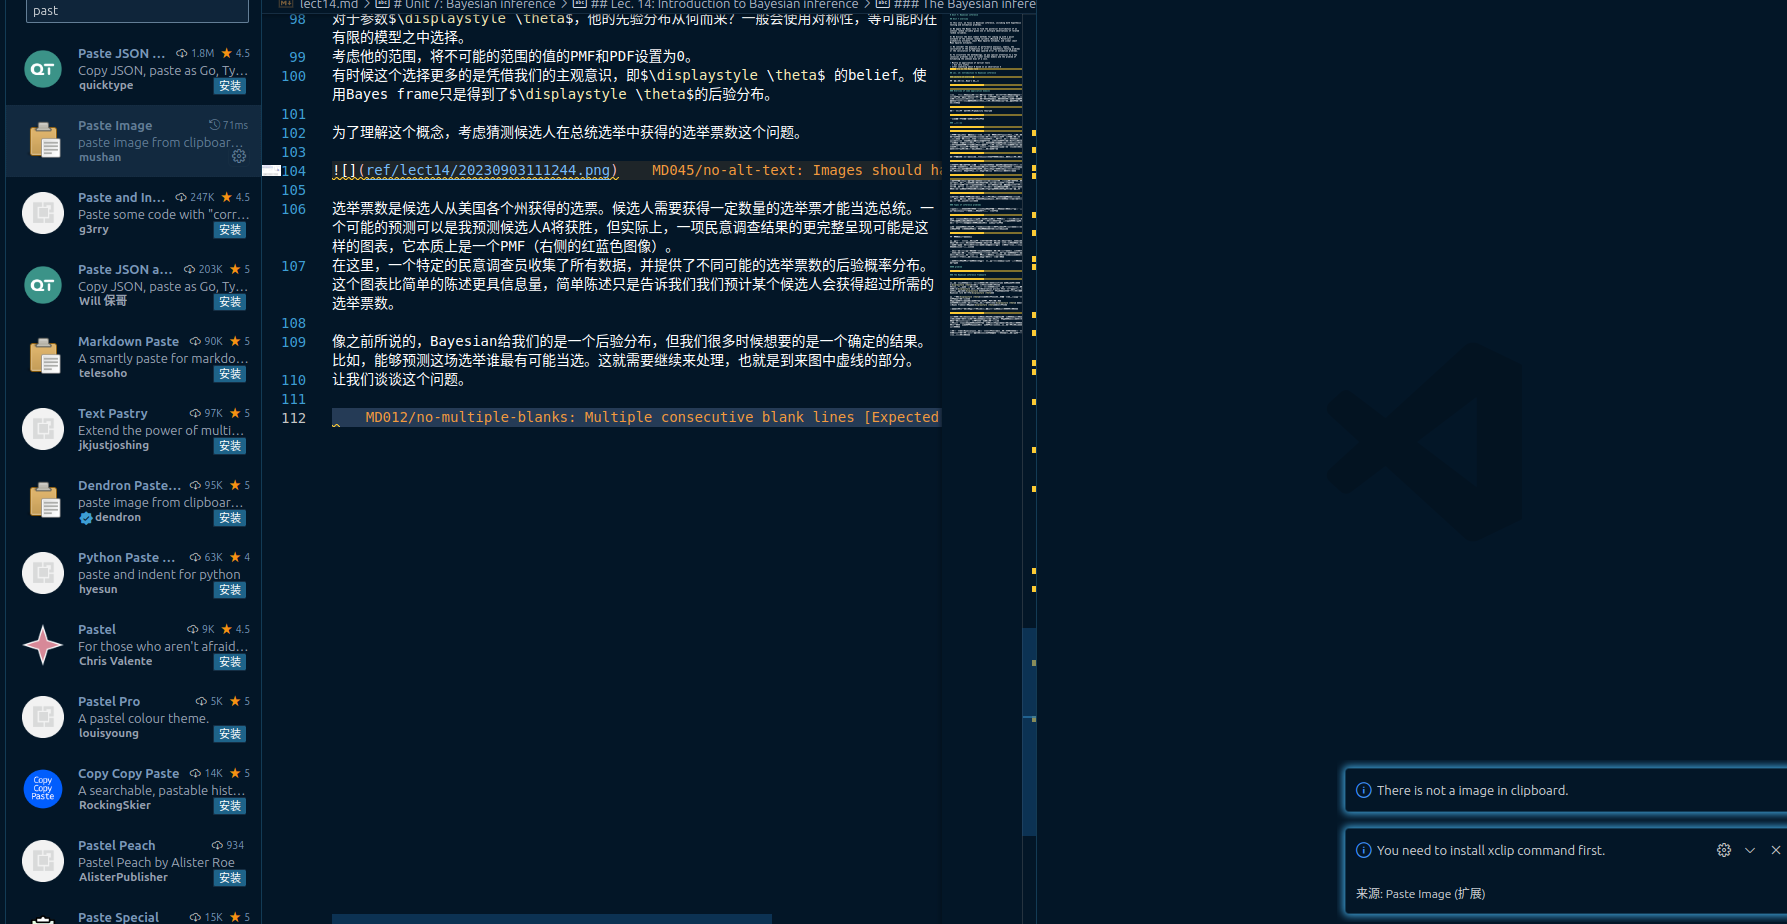 past
Paste JSON ... 1.8M ★ 4.5
Copy JSON, paste as Go, Ty...
quicktype 安装
Paste Image 71ms
paste image from clipboar...
mushan
Paste and In... 247K ★ 4.5
Paste some code with "corr...
g3rry 安装
Paste JSON a... 203K ★ 5
Copy JSON, paste as Go, Ty...
Will 保哥 安装
Markdown Paste 90K ★ 5
A smartly paste for markdo...
telesoho 安装
Text Pastry 97K ★ 5
Extend the power of multi...
jkjustjoshing 安装
Dendron Paste... 95K ★ 5
paste image from clipboar...
dendron 安装
Python Paste ... 63K ★ 4
paste and indent for python
hyesun 安装
Pastel 9K ★ 4.5
For those who aren't afraid...
Chris Valente 安装
Pastel Pro 5K ★ 5
A pastel colour theme.
louisyoung 安装
Copy Copy Paste 14K ★ 5
A searchable, pastable hist...
RockingSkier 安装
Pastel Peach 934
Pastel Peach by Alister Roe
AlisterPublisher 安装
Paste Special 15K ★ 5
QT
QT
Copy
Copy
Paste
lect14.md > # Unit 7: Bayesian inference > ## Lec. 14: Introduction to Bayesian inference > ### The Bayesian infere
98 对于参数$\displaystyle \theta$，他的先验分布从何而来？一般会使用对称性，等可能的在
有限的模型之中选择。
99 考虑他的范围，将不可能的范围的值的PMF和PDF设置为0。
100 有时候这个选择更多的是凭借我们的主观意识，即$\displaystyle \theta$ 的belief。使
用Bayes frame只是得到了$\displaystyle \theta$的后验分布。
101
102 为了理解这个概念，考虑猜测候选人在总统选举中获得的选举票数这个问题。
103
104 ![](ref/lect14/20230903111244.png) MD045/no-alt-text: Images should ha
105
106 选举票数是候选人从美国各个州获得的选票。候选人需要获得一定数量的选举票才能当选总统。一
个可能的预测可以是我预测候选人A将获胜，但实际上，一项民意调查结果的更完整呈现可能是这
样的图表，它本质上是一个PMF（右侧的红蓝色图像）。
107 在这里，一个特定的民意调查员收集了所有数据，并提供了不同可能的选举票数的后验概率分布。
这个图表比简单的陈述更具信息量，简单陈述只是告诉我们我们预计某个候选人会获得超过所需的
选举票数。
108
109 像之前所说的，Bayesian给我们的是一个后验分布，但我们很多时候想要的是一个确定的结果。
比如，能够预测这场选举谁最有可能当选。这就需要继续来处理，也就是到来图中虚线的部分。
110 让我们谈谈这个问题。
111
112 MD012/no-multiple-blanks: Multiple consecutive blank lines [Expected
There is not a image in clipboard.
You need to install xclip command first.
来源: Paste Image (扩展)